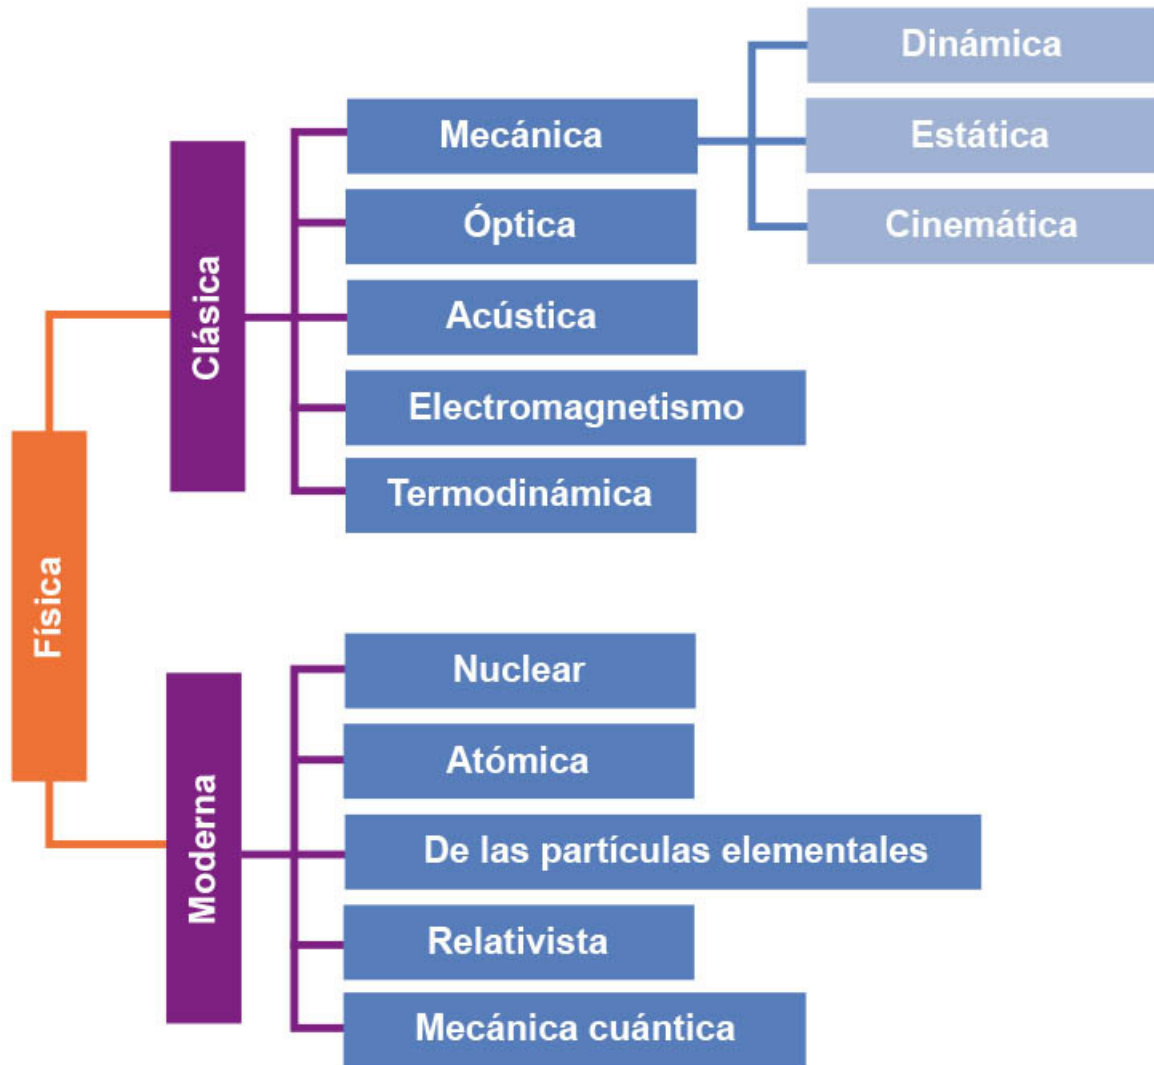 Física
Clásica
Mecánica
Dinámica
Estática
Cinemática
Óptica
Acústica
Electromagnetismo
Termodinámica
Moderna
Nuclear
Atómica
De las partículas elementales
Relativista
Mecánica cuántica